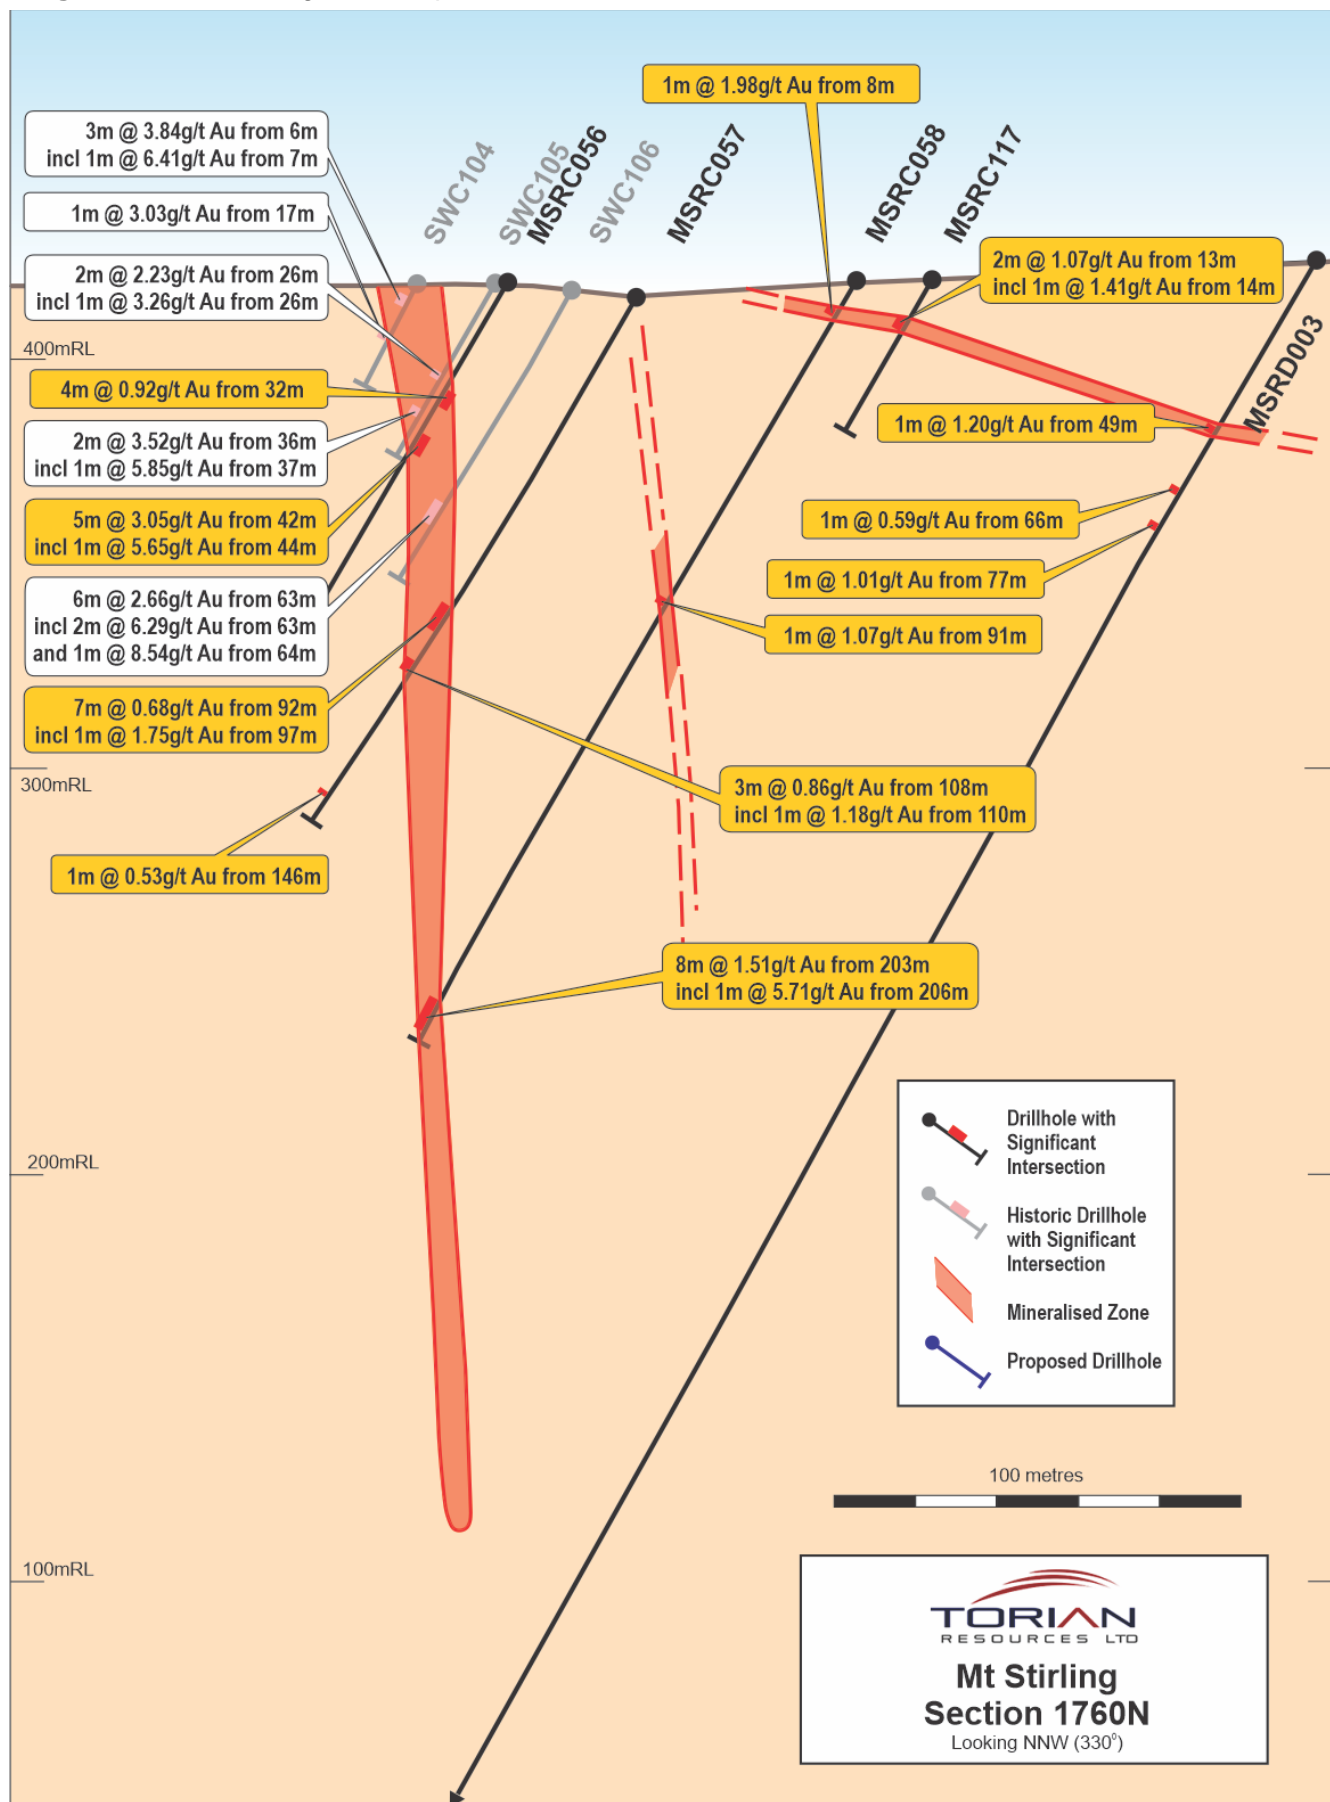 1m @ 1.98g/t Au from 8m
3m @ 3.84g/t Au from 6m
incl 1m @ 6.41g/t Au from 7m
1m @ 3.03g/t Au from 17m
2m @ 2.23g/t Au from 26m
incl 1m @ 3.26g/t Au from 26m
SWC104
SWC105
MSRC056
SWC106
MSRC057
MSRC058
MSRC117
2m @ 1.07g/t Au from 13m
incl 1m @ 1.41g/t Au from 14m
MSRD003
400mRL
4m @ 0.92g/t Au from 32m
2m @ 3.52g/t Au from 36m
incl 1m @ 5.85g/t Au from 37m
1m @ 1.20g/t Au from 49m
5m @ 3.05g/t Au from 42m
incl 1m @ 5.65g/t Au from 44m
1m @ 0.59g/t Au from 66m
6m @ 2.66g/t Au from 63m
incl 2m @ 6.29g/t Au from 63m
and 1m @ 8.54g/t Au from 64m
1m @ 1.01g/t Au from 77m
1m @ 1.07g/t Au from 91m
7m @ 0.68g/t Au from 92m
incl 1m @ 1.75g/t Au from 97m
300mRL
3m @ 0.86g/t Au from 108m
incl 1m @ 1.18g/t Au from 110m
1m @ 0.53g/t Au from 146m
8m @ 1.51g/t Au from 203m
incl 1m @ 5.71g/t Au from 206m
200mRL
Drillhole with
Significant
Intersection
Historic Drillhole
with Significant
Intersection
Mineralised Zone
Proposed Drillhole
100 metres
100mRL
TORIAN
RESOURCES LTD
Mt Stirling
Section 1760N
Looking NNW (330⁰)